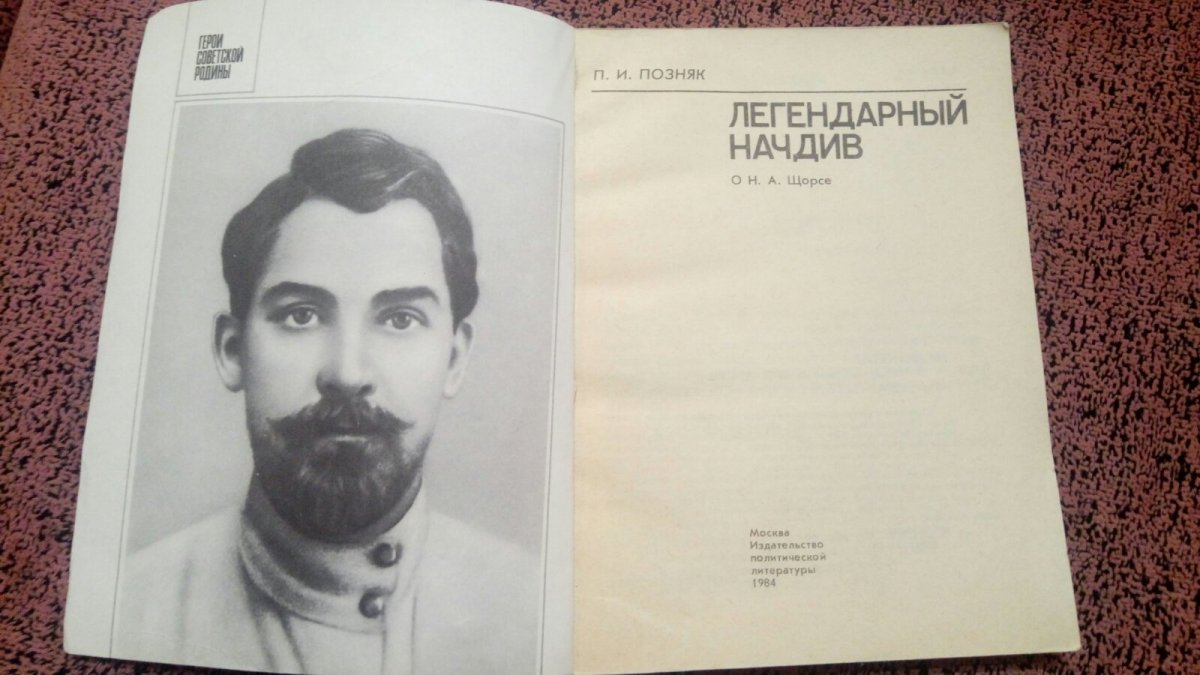 ГЕРОИ
СОВЕТСКОЙ
РОДИНЫ
П. И. ПОЗНЯК
ЛЕГЕНДАРНЫЙ
НАЧДИВ
О Н. А. Щорсе
Москва
Издательство
политической
литературы
1984